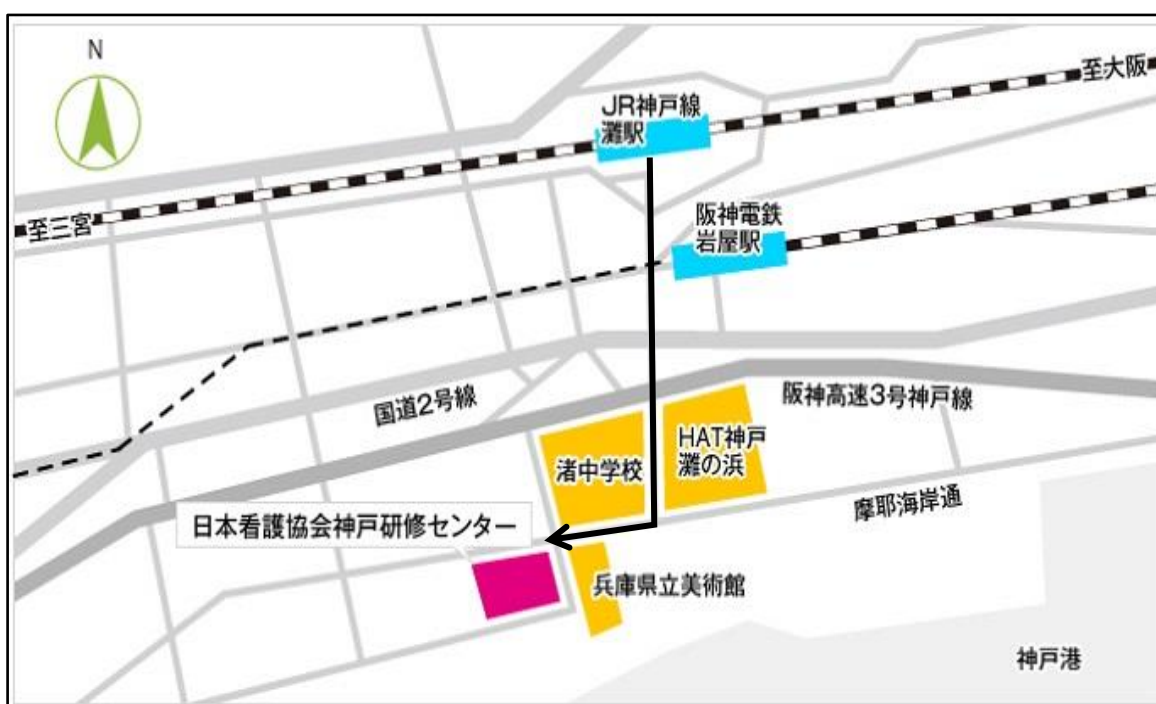 N
至大阪
JR神戸線
灘駅
至三宮
阪神電鉄
岩屋駅
国道2号線
阪神高速3号神戸線
HAT神戸
灘の浜
渚中学校
摩耶海岸通
日本看護協会神戸研修センター
兵庫県立美術館
神戸港